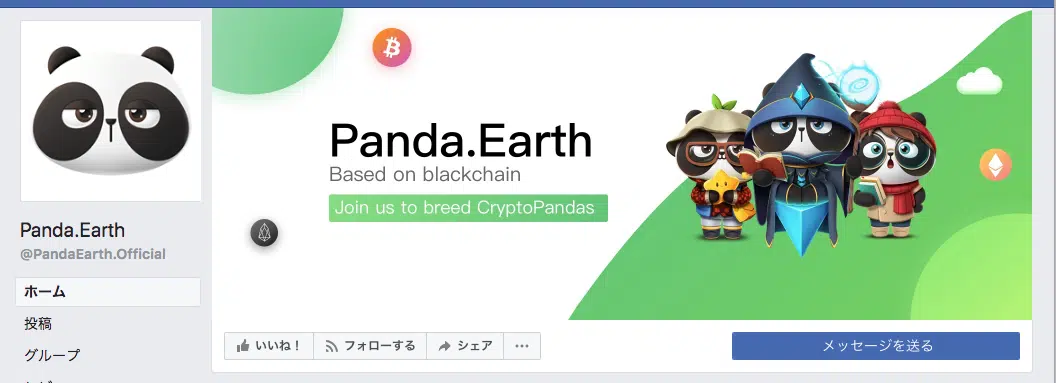 Panda.Earth
Based on blockchain
Join us to breed CryptoPandas
Panda.Earth
@PandaEarth.Official
ホーム
投稿
グループ
いいね！
フォローする
シェア
メッセージを送る